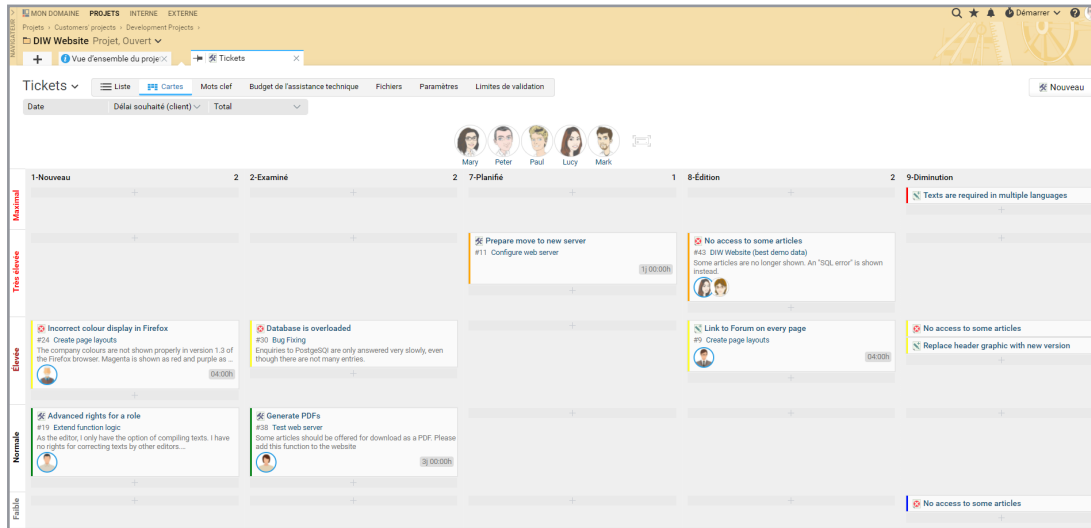 NAVIGATEUR
MON DOMAINE PROJETS INTERNE EXTERNE
Démarrer
Projets › Customers' projects › Development Projects ›
DIW Website Projet, Ouvert
+ Vue d'ensemble du proje × Tickets ×
Tickets Liste Cartes Mots clef Budget de l'assistance technique Fichiers Paramètres Limites de validation Nouveau
Date Délai souhaité (client) Total
Mary Peter Paul Lucy Mark
1-Nouveau 2 2-Examiné 2 7-Planifié 1 8-Édition 2 9-Diminution
Maximal
Texts are required in multiple languages
Très élevée
Prepare move to new server
#11 Configure web server
1j 00:00h
No access to some articles
#43 DIW Website (best demo data)
Some articles are no longer shown. An "SQL error" is shown
instead.
Élevée
Incorrect colour display in Firefox
#24 Create page layouts
The company colours are not shown properly in version 1.3 of
the Firefox browser. Magenta is shown as red and purple as ...
04:00h
Database is overloaded
#30 Bug Fixing
Enquiries to PostgeSQl are only answered very slowly, even
though there are not many entries.
Link to Forum on every page
#9 Create page layouts
04:00h
No access to some articles
Replace header graphic with new version
Normale
Advanced rights for a role
#19 Extend function logic
As the editor, I only have the option of compiling texts. I have
no rights for correcting texts by other editors....
Generate PDFs
#38 Test web server
Some articles should be offered for download as a PDF. Please
add this function to the website
3j 00:00h
Faible
No access to some articles